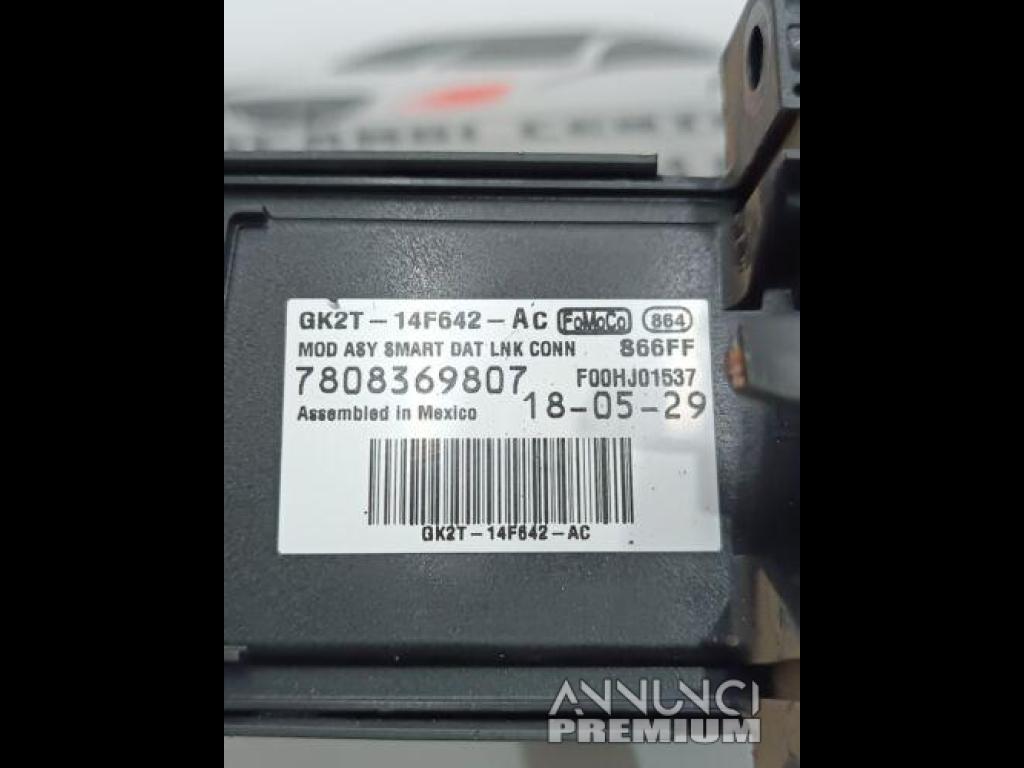 GK2T-14F642-AC FoMoCo 864
MOD ASY SMART DAT LNK CONN 866FF
7808369807 F00HJ01537
Assembled in Mexico 18-05-29
GK2T-14F642-AC
ANNUNCI
PREMIUM